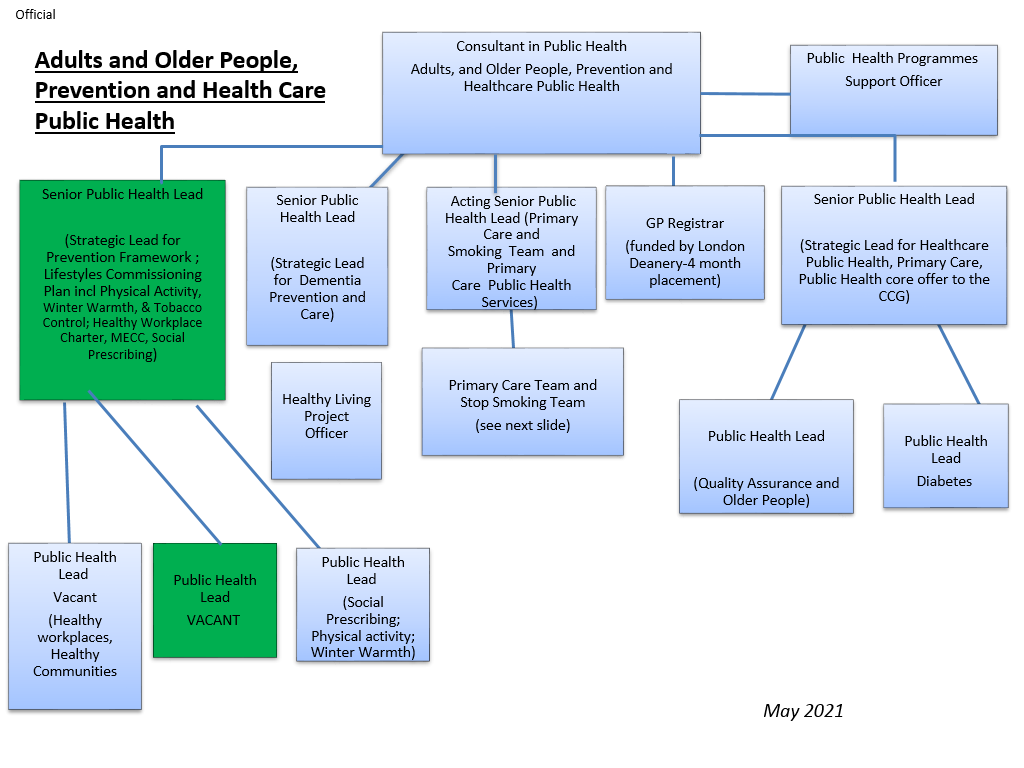 Official
Adults and Older People,
Prevention and Health Care
Public Health
Consultant in Public Health
Adults, and Older People, Prevention and
Healthcare Public Health
Public  Health Programmes
Support Officer
Senior Public Health Lead
(Strategic Lead for
Prevention Framework ;
Lifestyles Commissioning
Plan incl Physical Activity,
Winter Warmth, & Tobacco
Control; Healthy Workplace
Charter, MECC, Social
Prescribing)
Senior Public
Health Lead
(Strategic Lead
for  Dementia
Prevention and
Care)
Acting Senior Public
Health Lead (Primary
Care and
Smoking  Team  and
Primary
Care  Public Health
Services)
GP Registrar
(funded by London
Deanery-4 month
placement)
Senior Public Health Lead
(Strategic Lead for Healthcare
Public Health, Primary Care,
Public Health core offer to the
CCG)
Healthy Living
Project
Officer
Primary Care Team and
Stop Smoking Team
(see next slide)
Public Health Lead
(Quality Assurance and
Older People)
Public Health
Lead
Diabetes
Public Health
Lead
Vacant
(Healthy
workplaces,
Healthy
Communities
Public Health
Lead
VACANT
Public Health
Lead
(Social
Prescribing;
Physical activity;
Winter Warmth)
May 2021